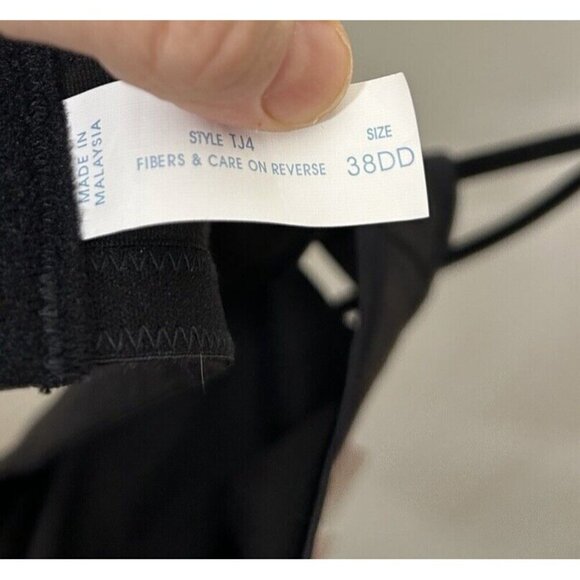 MADE IN
MALAYSIA
STYLE TJ4
FIBERS & CARE ON REVERSE
SIZE
38DD